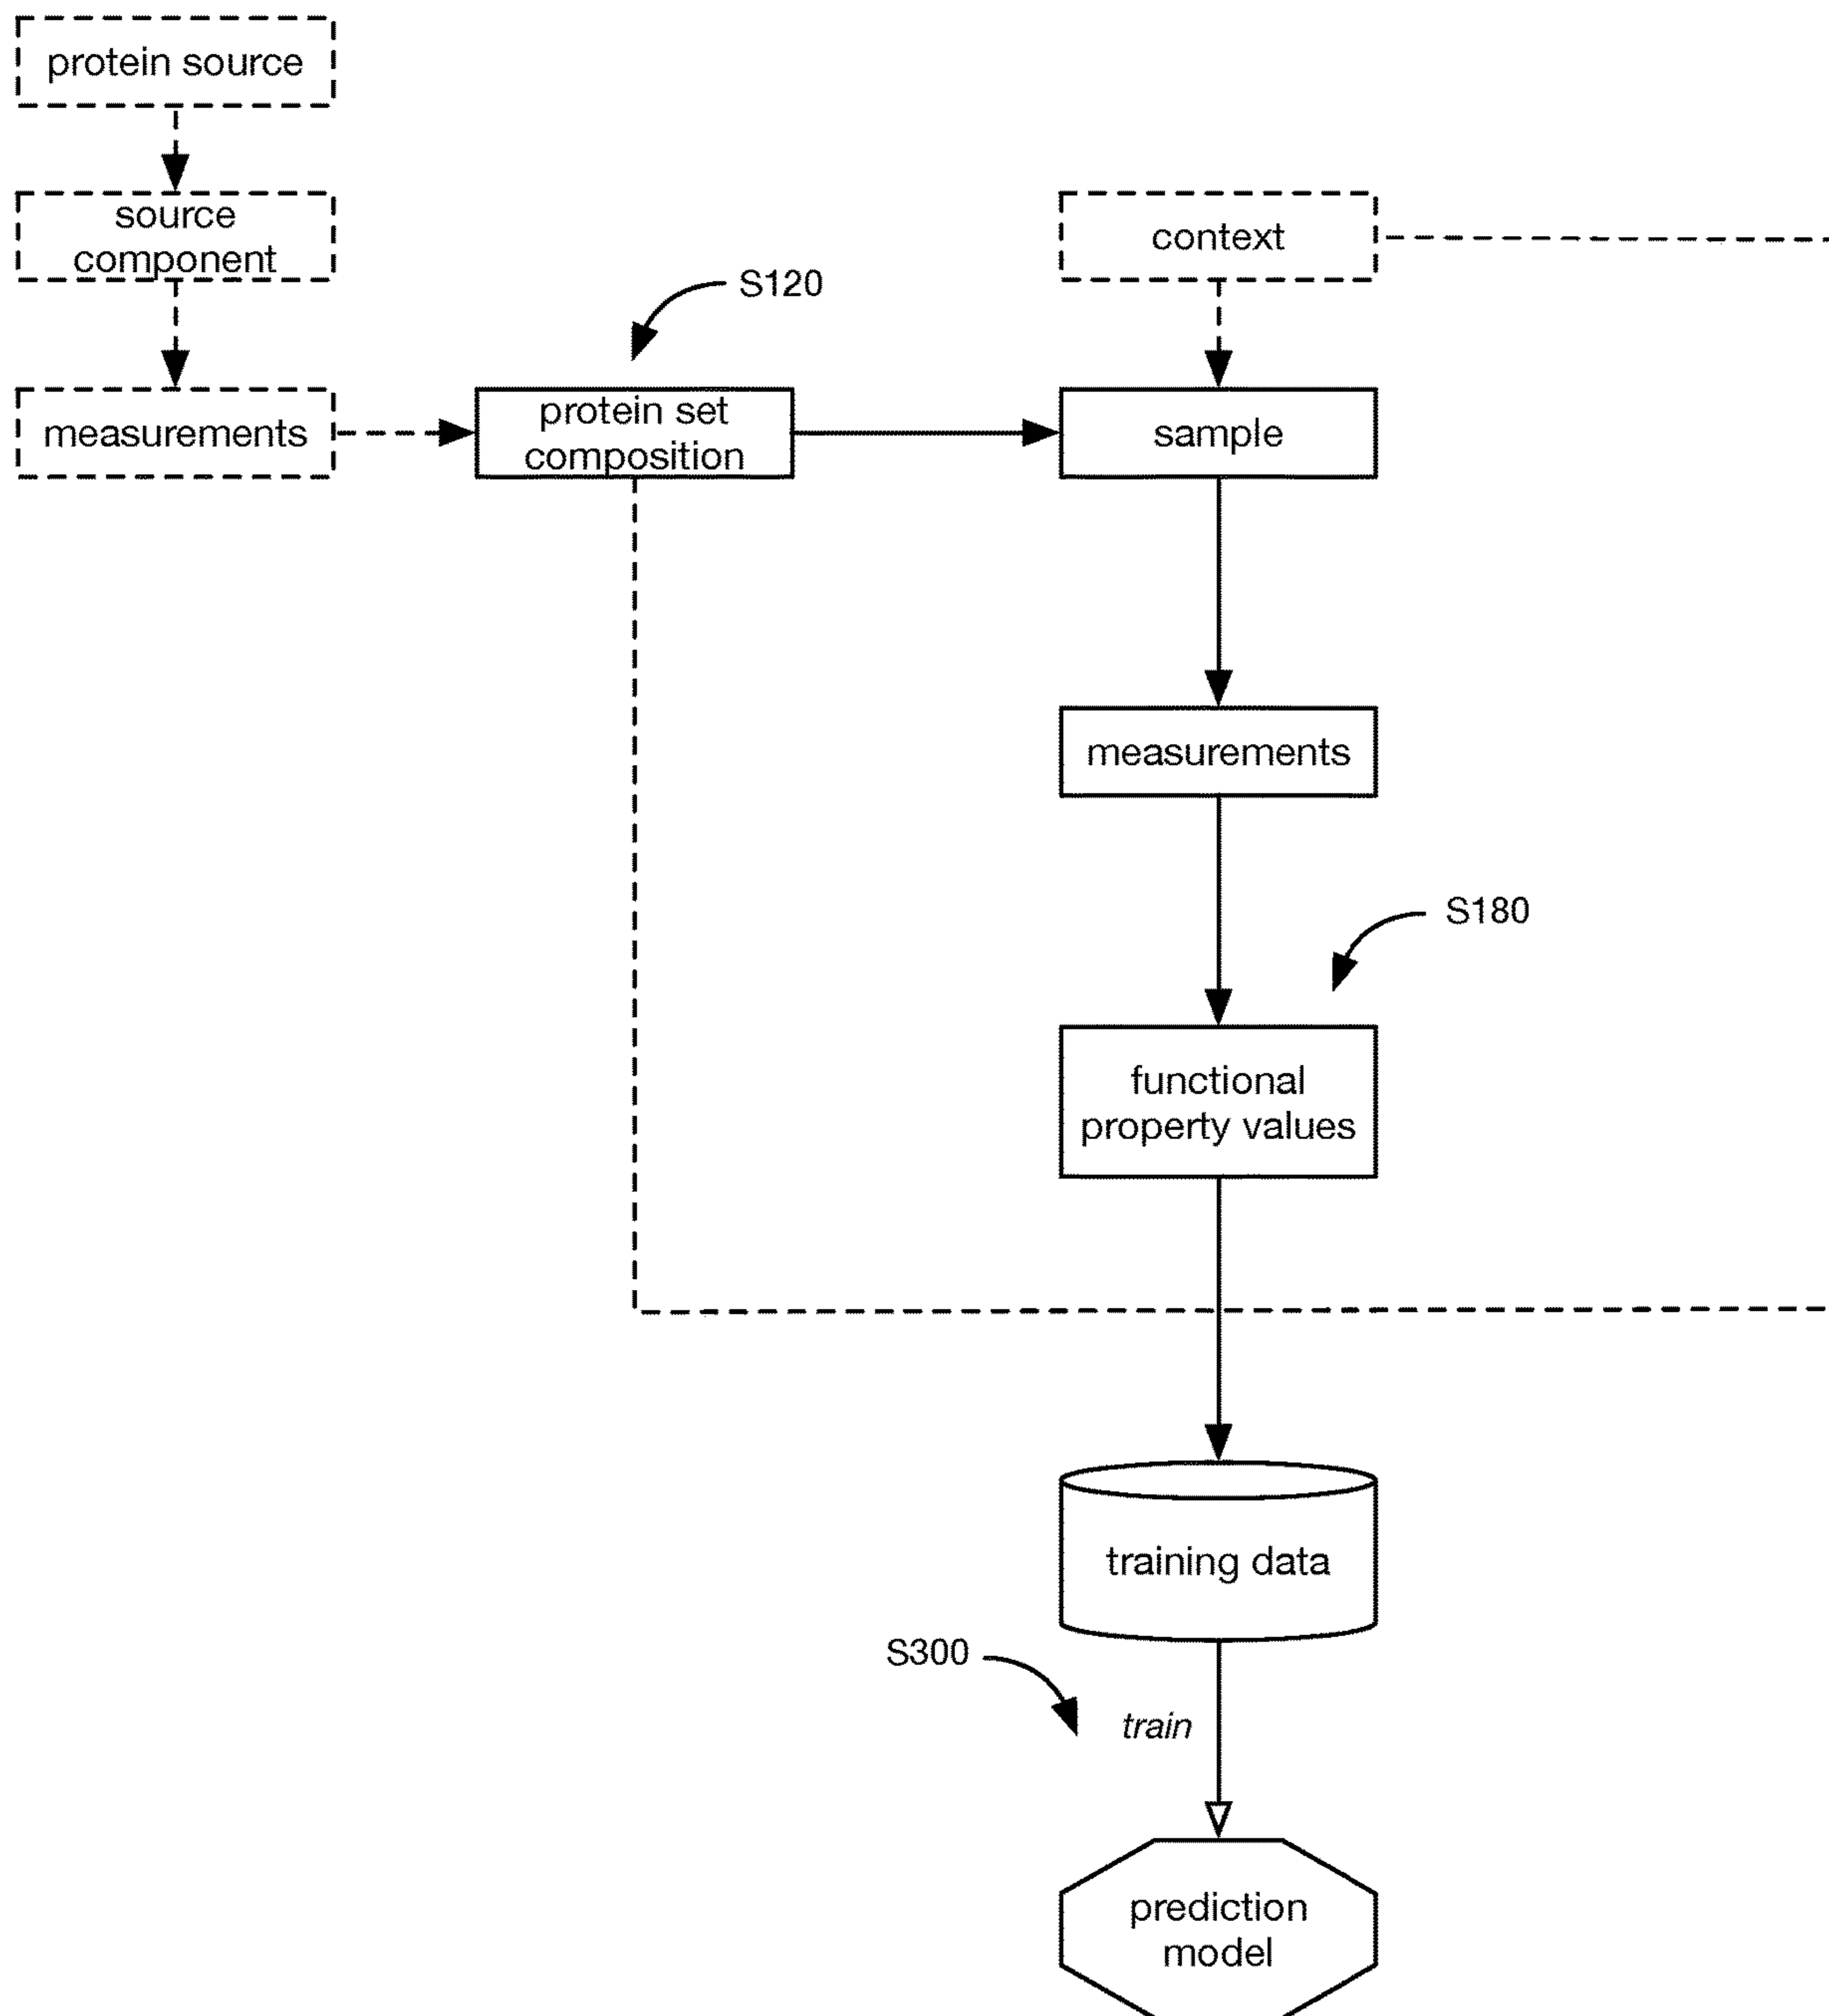 protein source
source
component
context
S120
measurements
protein set
composition
sample
measurements
S180
functional
property values
training data
S300
train
prediction
model